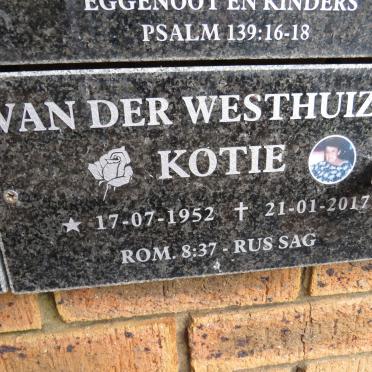 EGGENOOT EN KINDERS
PSALM 139:16-18
VAN DER WESTHUIZ
KOTIE
17-07-1952 † 21-01-2017
ROM. 8:37 - RUS SAG